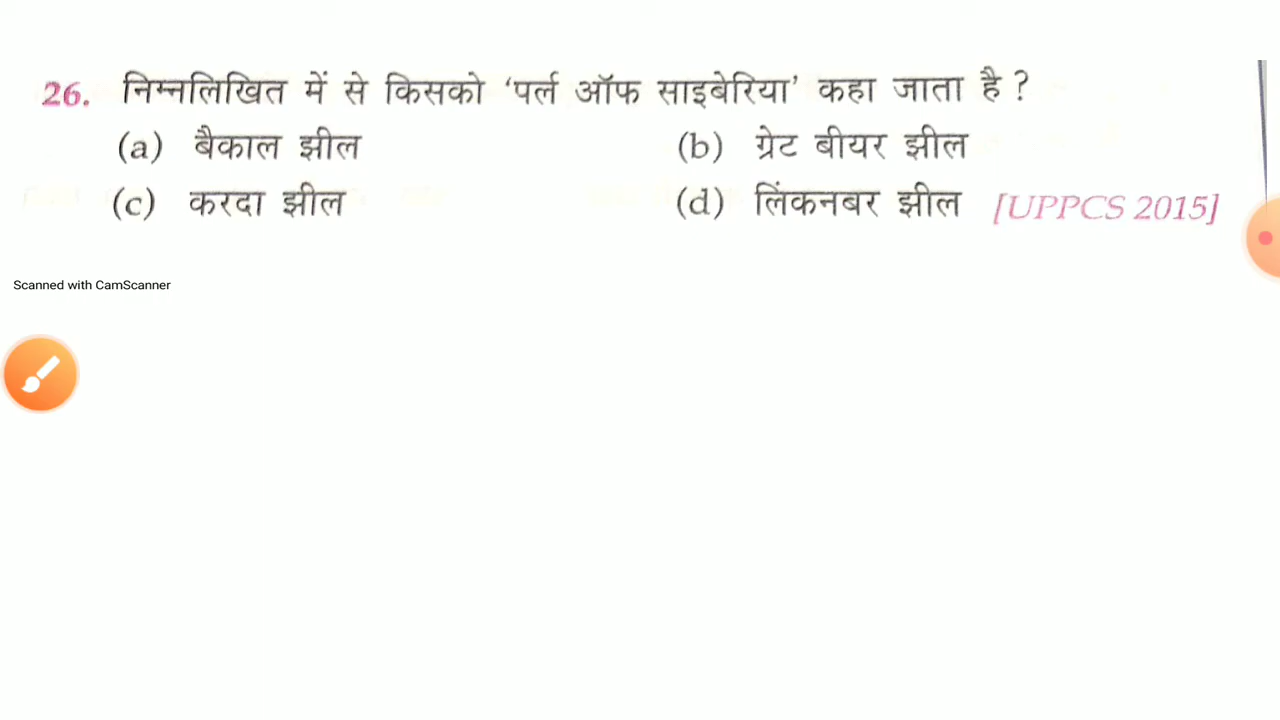 26. निम्नलिखित में से किसको ‘पर्ल ऑफ साइबेरिया’ कहा जाता है ?
(a) बैकाल झील (b) ग्रेट बीयर झील
(c) करदा झील (d) लिंकनबर झील [UPPCS 2015]
Scanned with CamScanner